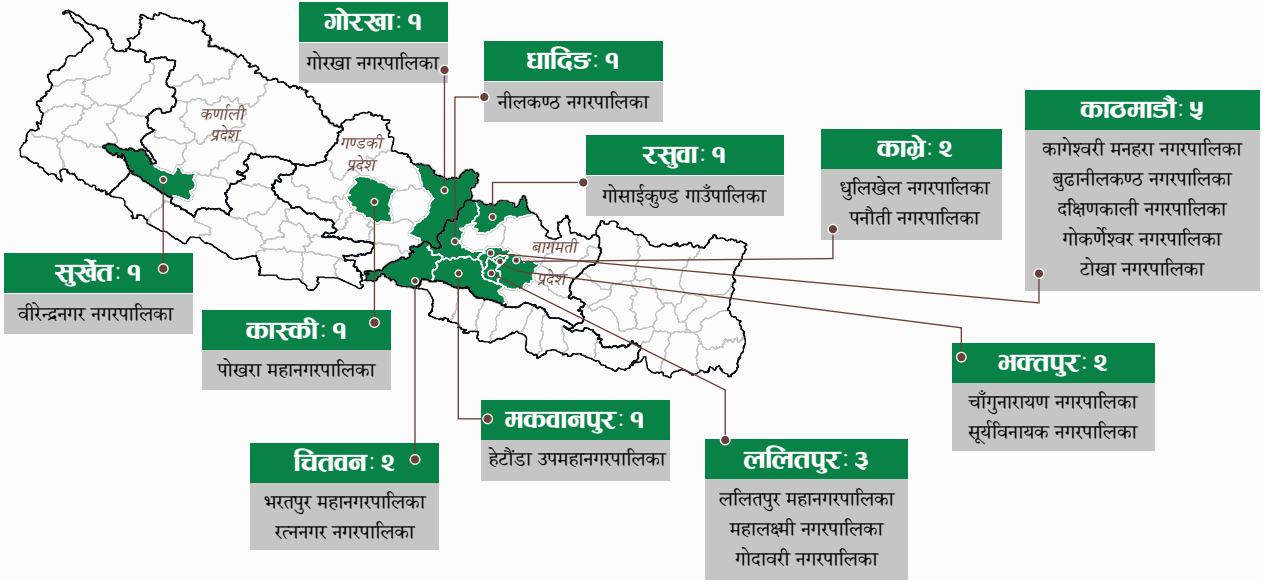 गोरखाः १
गोरखा नगरपालिका
धादिङः १
नीलकण्ठ नगरपालिका
रसुवाः १
गोसाईकुण्ड गाउँपालिका
काभ्रेः २
धुलिखेल नगरपालिका
पनौती नगरपालिका
काठमाडौंः ५
कागेश्वरी मनहरा नगरपालिका
बुढानीलकण्ठ नगरपालिका
दक्षिणकाली नगरपालिका
गोकर्णेश्वर नगरपालिका
टोखा नगरपालिका
कर्णाली
प्रदेश
गण्डकी
प्रदेश
बागमती
प्रदेश
सुर्खेतः १
वीरेन्द्रनगर नगरपालिका
कास्कीः १
पोखरा महानगरपालिका
भक्तपुरः २
चाँगुनारायण नगरपालिका
सूर्यविनायक नगरपालिका
मकवानपुरः १
हेटौंडा उपमहानगरपालिका
चितवनः २
भरतपुर महानगरपालिका
रत्ननगर नगरपालिका
ललितपुरः ३
ललितपुर महानगरपालिका
महालक्ष्मी नगरपालिका
गोदावरी नगरपालिका